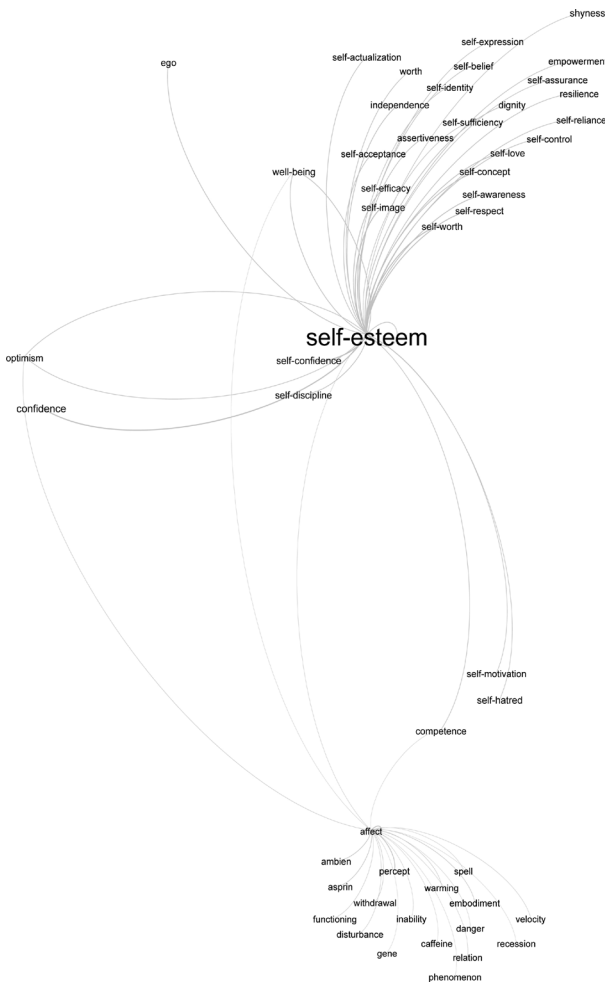 shyness
self-expression
self-actualization
ego
self-belief
empowermen
worth
self-assurance
self-identity
resilience
independence
dignity
self-reliance
self-sufficiency
assertiveness
self-control
self-acceptance
self-love
well-being
self-concept
self-efficacy
self-awareness
self-image
self-respect
self-worth
self-esteem
optimism
self-confidence
self-discipline
confidence
self-motivation
self-hatred
competence
affect
ambien
percept
spell
asprin
warming
withdrawal
embodiment
functioning
inability
velocity
danger
disturbance
caffeine
recession
gene
relation
phenomenon